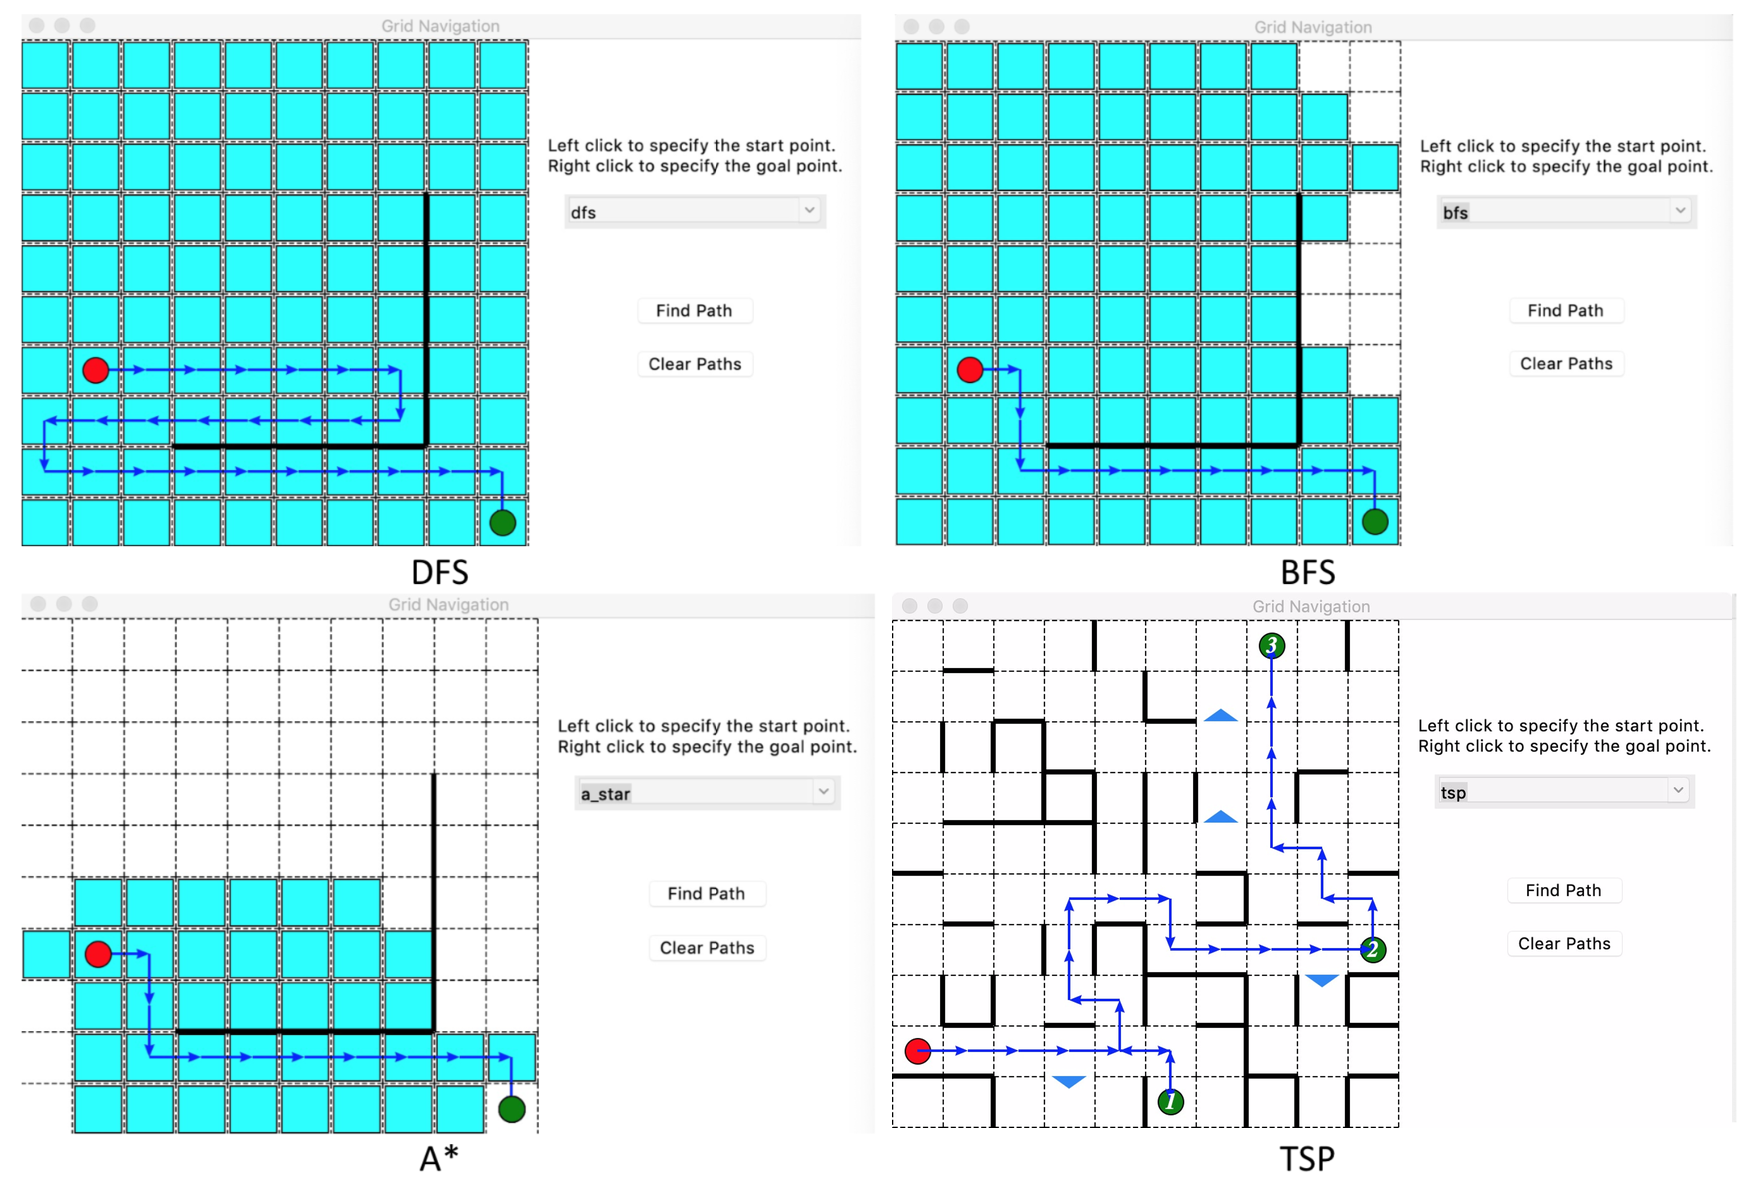 Grid Navigation
Left click to specify the start point.
Right click to specify the goal point.
dfs
Find Path
Clear Paths
DFS
Grid Navigation
Left click to specify the start point.
Right click to specify the goal point.
bfs
Find Path
Clear Paths
BFS
Grid Navigation
Left click to specify the start point.
Right click to specify the goal point.
a_star
Find Path
Clear Paths
A*
Grid Navigation
3
2
1
Left click to specify the start point.
Right click to specify the goal point.
tsp
Find Path
Clear Paths
TSP